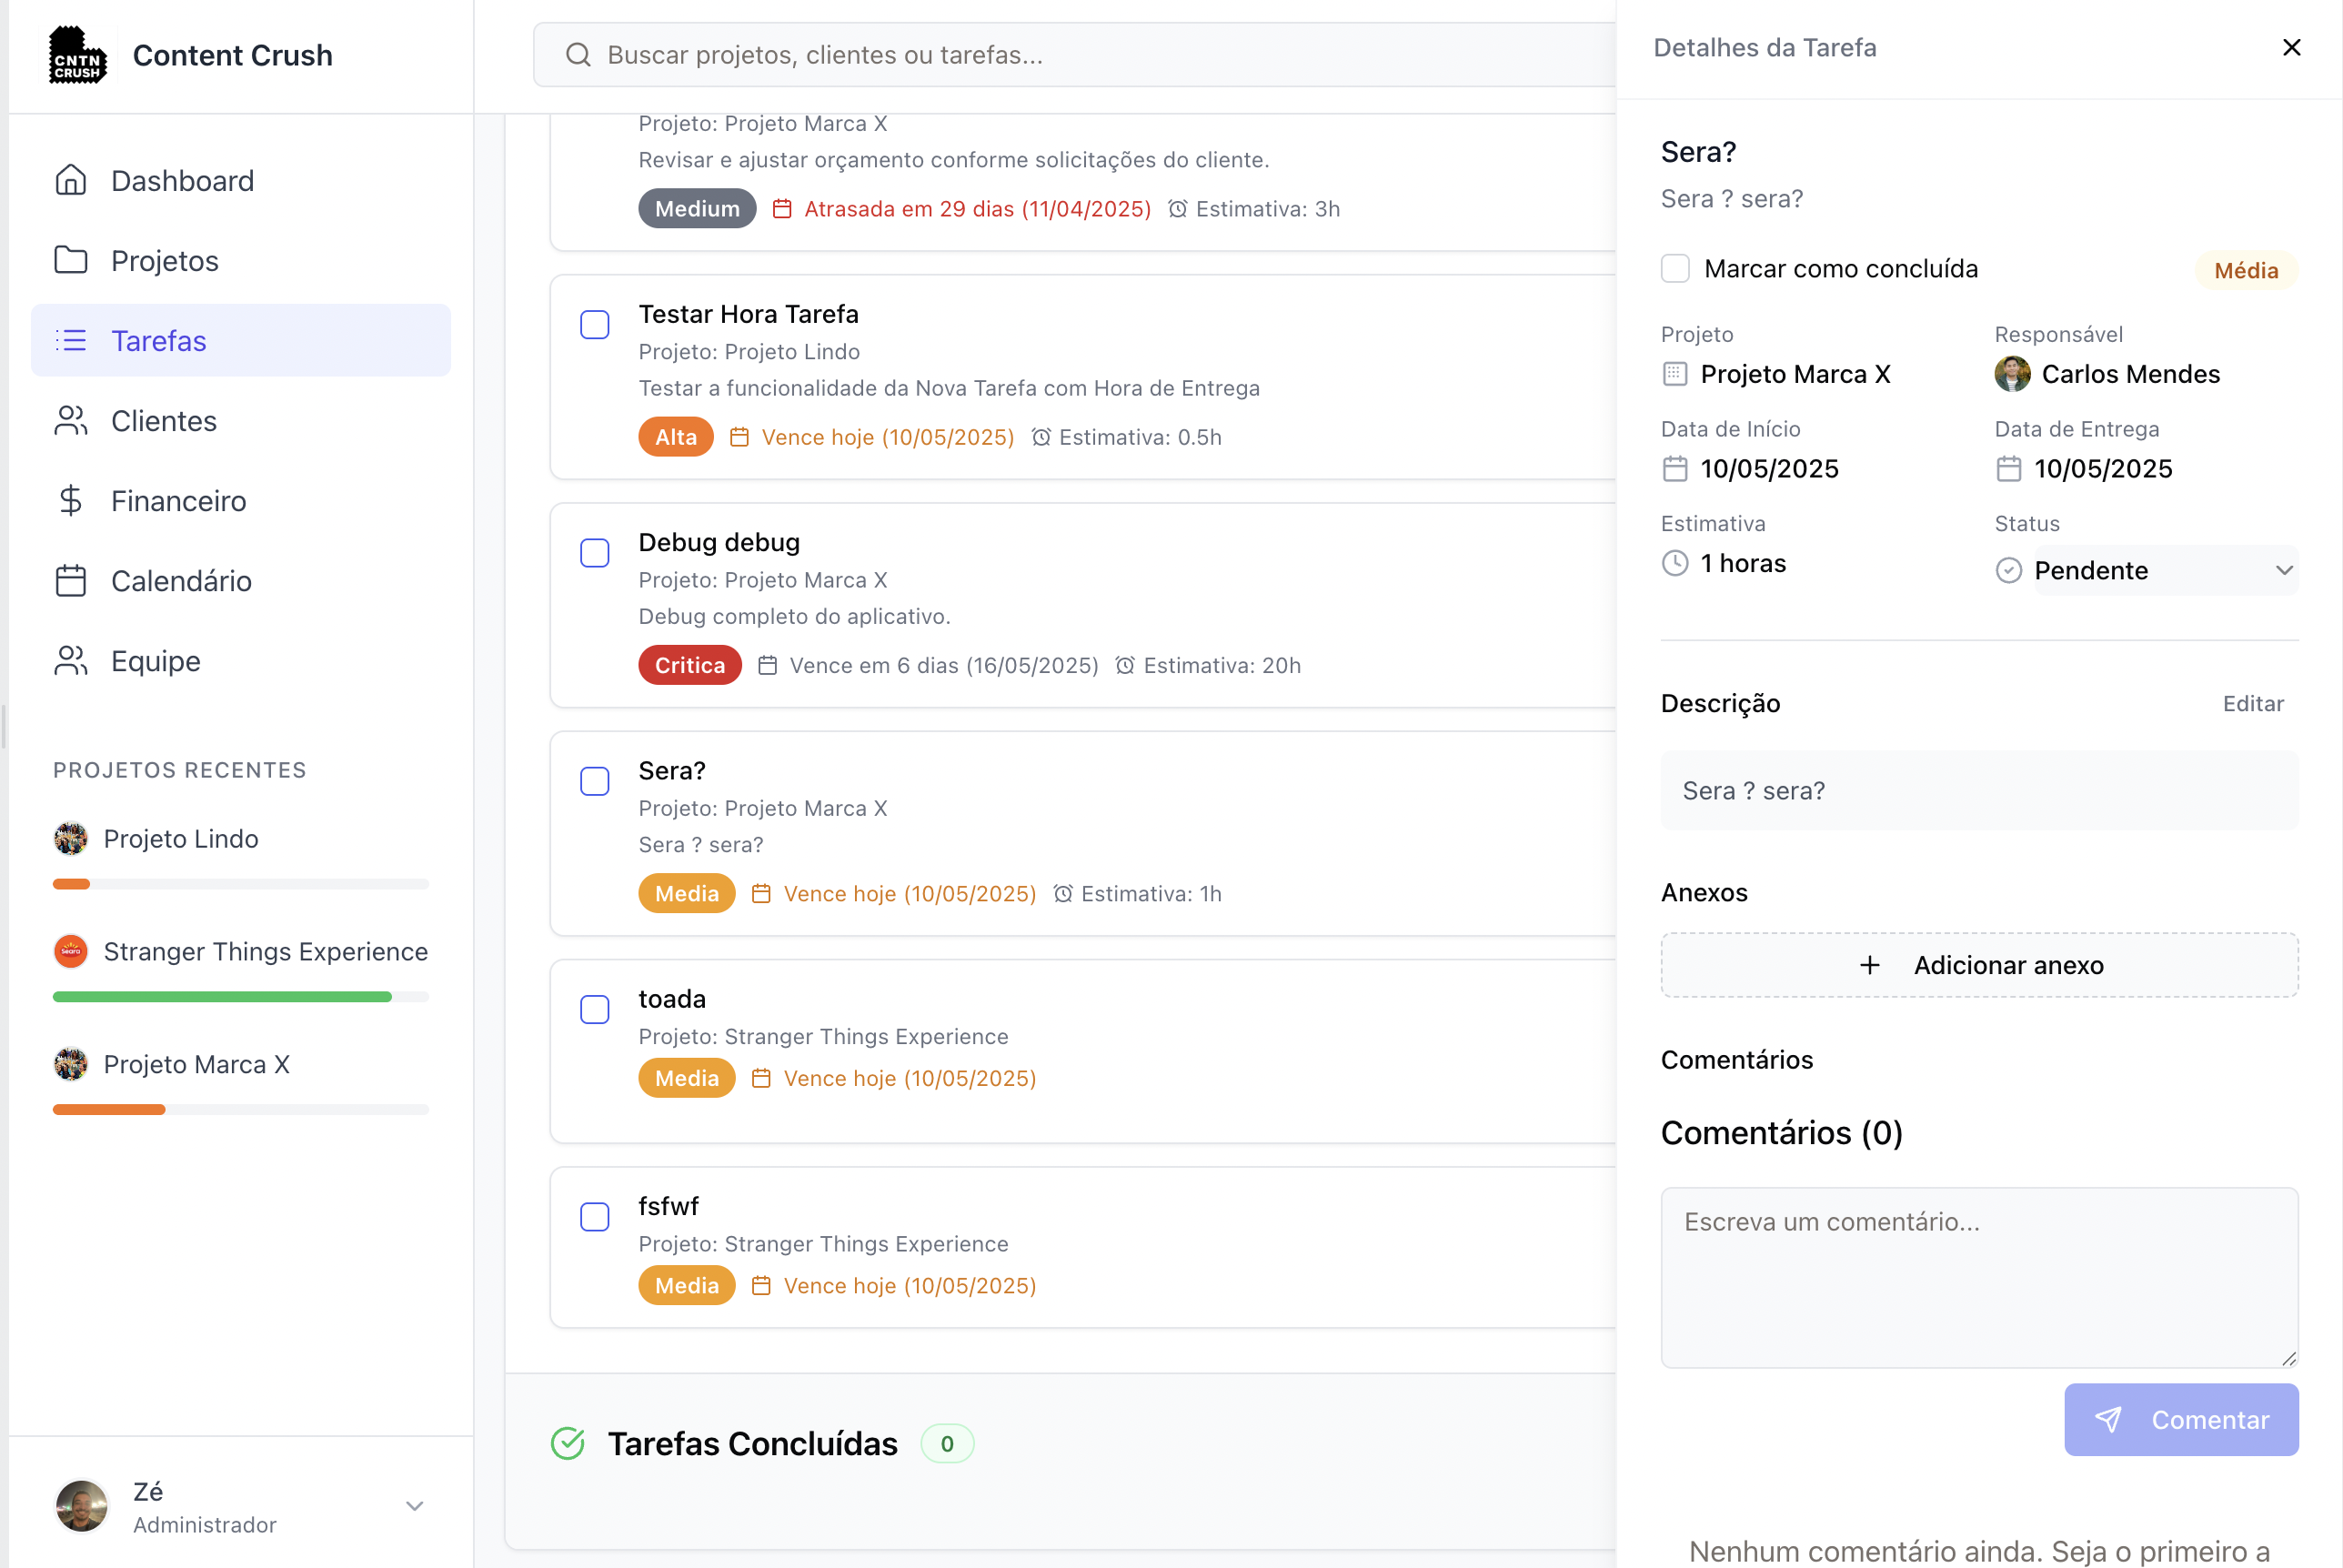 CNTN
CRUSH
Content Crush
Dashboard
Projetos
Tarefas
Clientes
Financeiro
Calendário
Equipe
PROJETOS RECENTES
Projeto Lindo
Seara
Stranger Things Experience
Projeto Marca X
Zé
Administrador
Buscar projetos, clientes ou tarefas...
Projeto: Projeto Marca X
Revisar e ajustar orçamento conforme solicitações do cliente.
Medium Atrasada em 29 dias (11/04/2025) Estimativa: 3h
Testar Hora Tarefa
Projeto: Projeto Lindo
Testar a funcionalidade da Nova Tarefa com Hora de Entrega
Alta Vence hoje (10/05/2025) Estimativa: 0.5h
Debug debug
Projeto: Projeto Marca X
Debug completo do aplicativo.
Critica Vence em 6 dias (16/05/2025) Estimativa: 20h
Sera?
Projeto: Projeto Marca X
Sera ? sera?
Media Vence hoje (10/05/2025) Estimativa: 1h
toada
Projeto: Stranger Things Experience
Media Vence hoje (10/05/2025)
fsfwf
Projeto: Stranger Things Experience
Media Vence hoje (10/05/2025)
Tarefas Concluídas 0
Detalhes da Tarefa
Sera?
Sera ? sera?
Marcar como concluída Média
Projeto Responsável
Projeto Marca X Carlos Mendes
Data de Início Data de Entrega
10/05/2025 10/05/2025
Estimativa Status
1 horas Pendente
Descrição Editar
Sera ? sera?
Anexos
Adicionar anexo
Comentários
Comentários (0)
Escreva um comentário...
Comentar
Nenhum comentário ainda. Seja o primeiro a